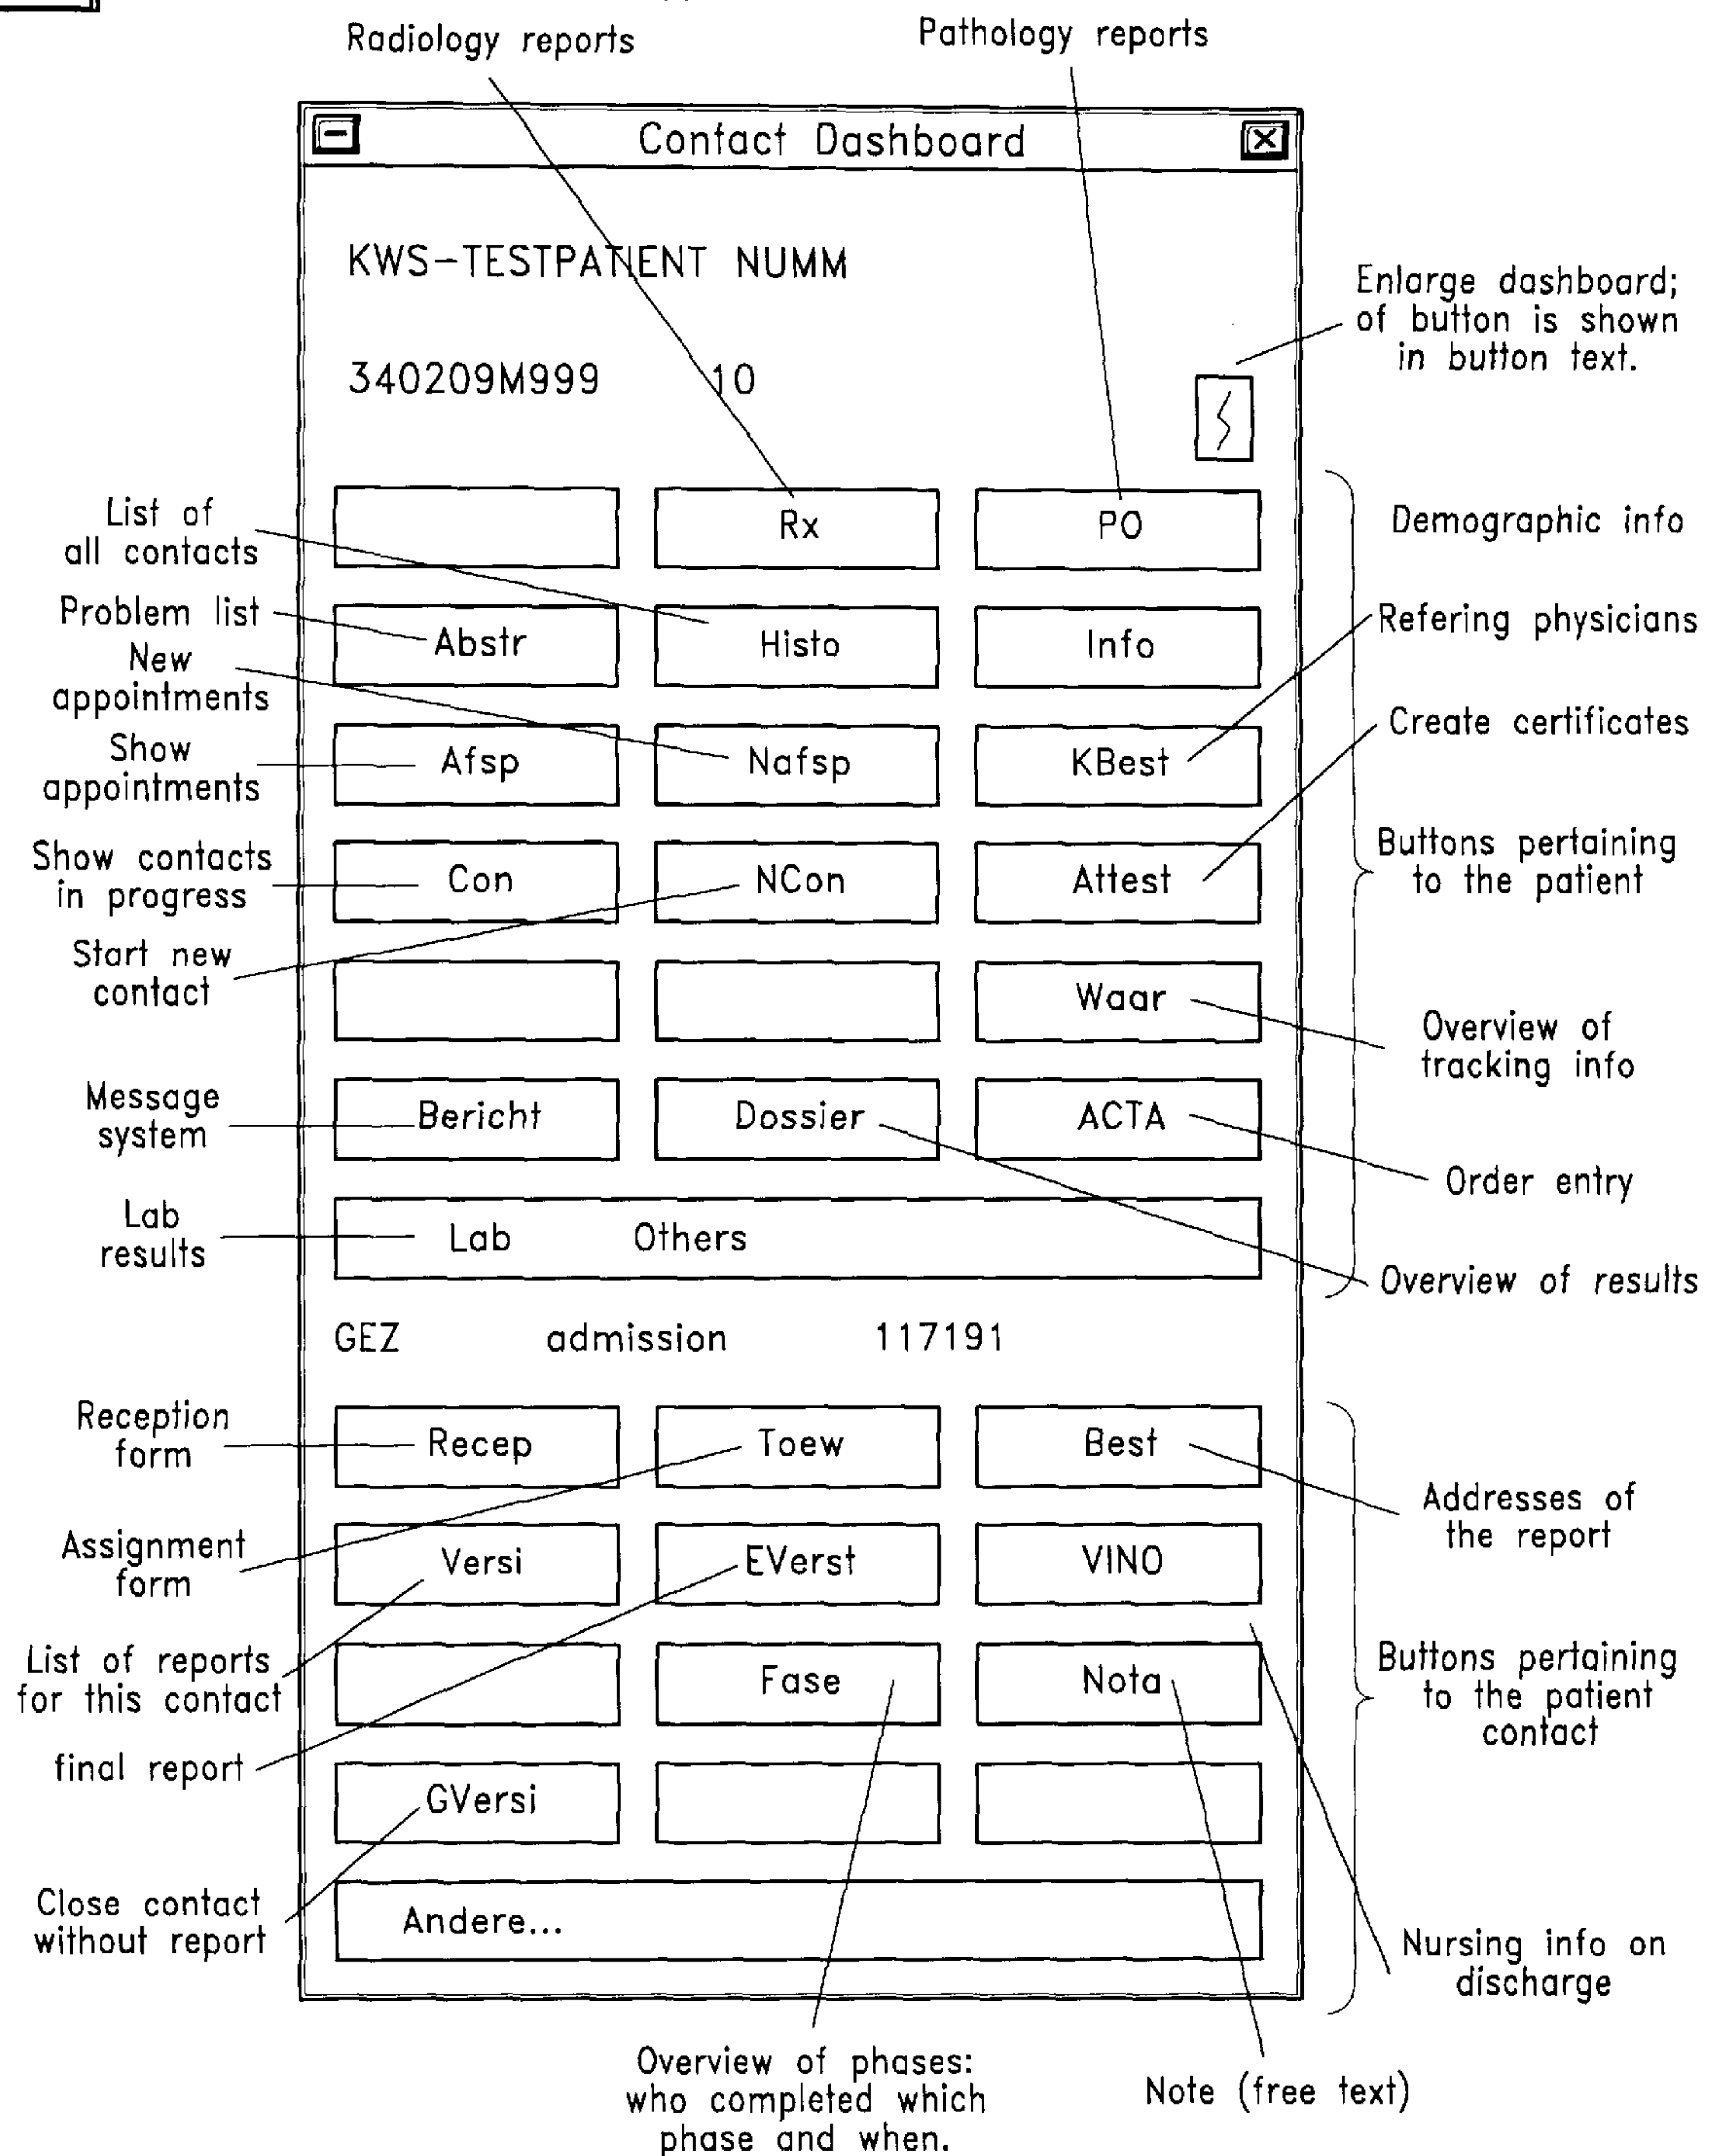 Radiology reports
Pathology reports
Contact Dashboard
KWS-TESTPATIENT NUMM
Enlarge dashboard;
of button is shown
in button text.
340209M999 10
List of
all contacts
Rx
PO
Demographic info
Problem list
Abstr
Histo
Info
Refering physicians
New
appointments
Show
appointments
Afsp
Nafsp
KBest
Create certificates
Show contacts
in progress
Con
NCon
Attest
Buttons pertaining
to the patient
Start new
contact
Waar
Overview of
tracking info
Message
system
Bericht
Dossier
ACTA
Order entry
Lab
results
Lab Others
Overview of results
GEZ admission 117191
Reception
form
Recep
Toew
Best
Addresses of
the report
Assignment
form
Versi
EVerst
VINO
List of reports
for this contact
Fase
Nota
Buttons pertaining
to the patient
contact
final report
GVersi
Close contact
without report
Andere...
Nursing info on
discharge
Overview of phases:
who completed which
phase and when.
Note (free text)